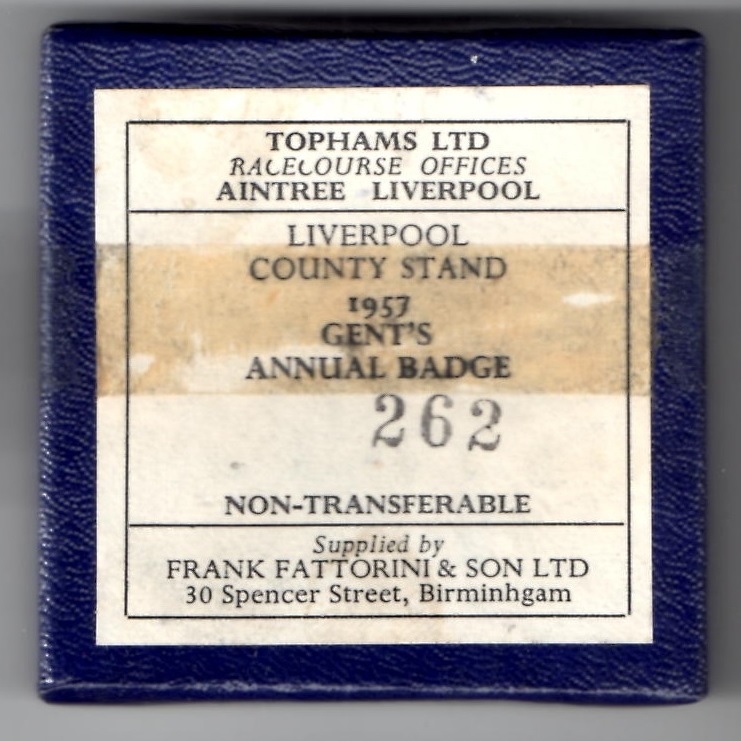 TOPHAMS LTD
RACECOURSE OFFICES
AINTREE LIVERPOOL
LIVERPOOL
COUNTY STAND
1957
GENT'S
ANNUAL BADGE
262
NON-TRANSFERABLE
Supplied by
FRANK FATTORINI & SON LTD
30 Spencer Street, Birminhgam